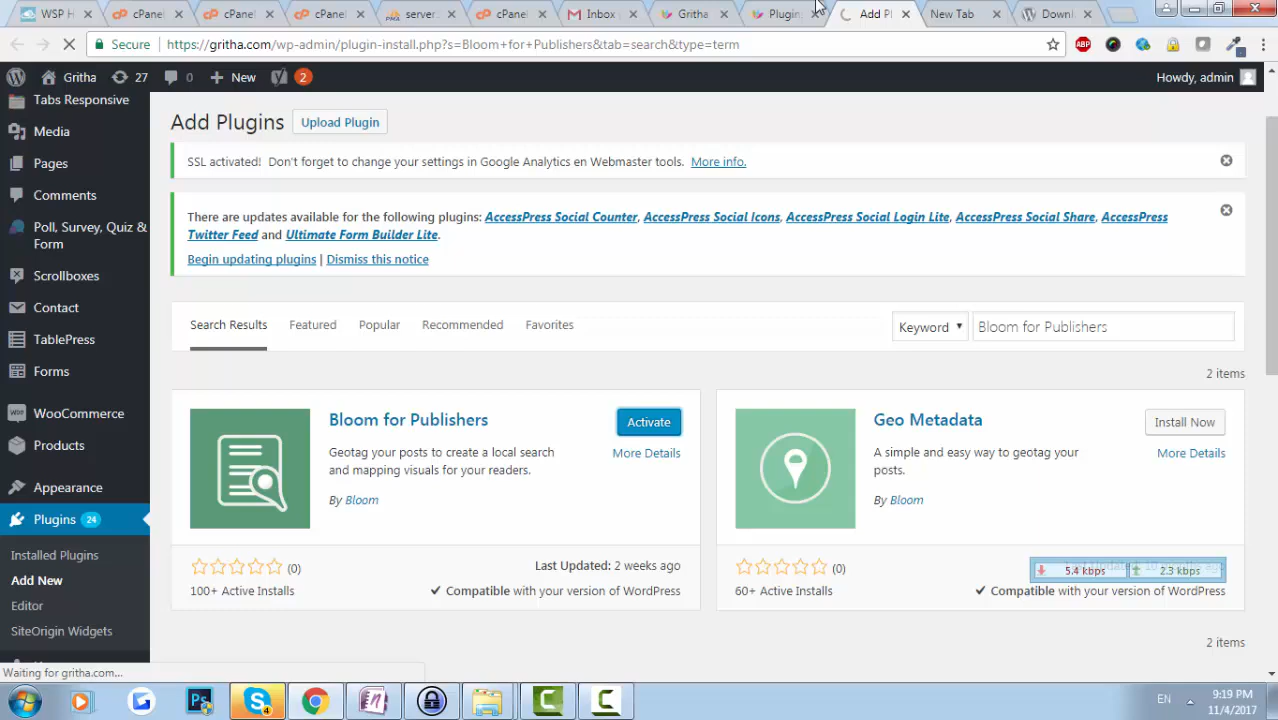 WSP H
cPanel
cPanel
cPanel
server
cPanel
Inbox
Gritha
Plugin
Add Pl
New Tab
Downl
Secure
https://gritha.com/wp-admin/plugin-install.php?s=Bloom+for+Publishers&tab=search&type=term
ABP
Gritha
27
0
New
2
Howdy, admin
Tabs Responsive
Media
Pages
Comments
Poll, Survey, Quiz &
Form
Scrollboxes
Contact
TablePress
Forms
WooCommerce
Products
Appearance
Plugins 24
Installed Plugins
Add New
Editor
SiteOrigin Widgets
Add Plugins
Upload Plugin
SSL activated! Don't forget to change your settings in Google Analytics en Webmaster tools. More info.
There are updates available for the following plugins: AccessPress Social Counter, AccessPress Social Icons, AccessPress Social Login Lite, AccessPress Social Share, AccessPress
Twitter Feed and Ultimate Form Builder Lite.
Begin updating plugins | Dismiss this notice
Search Results
Featured
Popular
Recommended
Favorites
Keyword
Bloom for Publishers
2 items
Bloom for Publishers
Activate
More Details
Geotag your posts to create a local search
and mapping visuals for your readers.
By Bloom
(0)
Last Updated: 2 weeks ago
100+ Active Installs
Compatible with your version of WordPress
Geo Metadata
Install Now
More Details
A simple and easy way to geotag your
posts.
By Bloom
(0)
5.4 kbps
2.3 kbps
60+ Active Installs
Compatible with your version of WordPress
2 items
Waiting for gritha.com...
EN
9:19 PM
11/4/2017